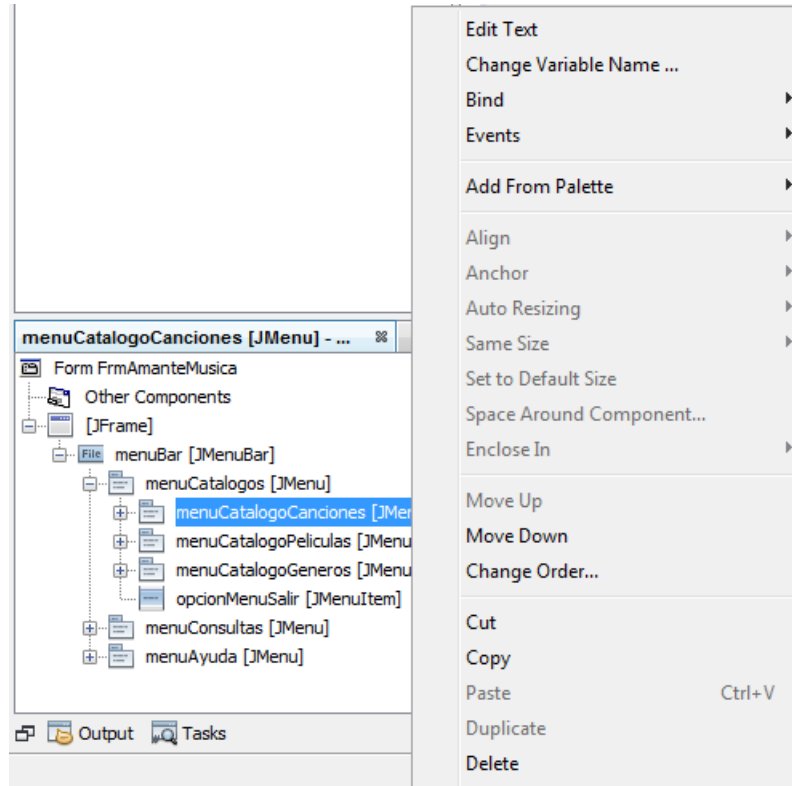 Edit Text
Change Variable Name ...
Bind
Events
Add From Palette
Align
Anchor
Auto Resizing
Same Size
Set to Default Size
Space Around Component...
Enclose In
Move Up
Move Down
Change Order...
Cut
Copy
Paste Ctrl+V
Duplicate
Delete
menuCatalogoCanciones [JMenu] - ...
Form FrmAmanteMusica
Other Components
[JFrame]
File menuBar [JMenuBar]
menuCatalogos [JMenu]
menuCatalogoCanciones [JMer
menuCatalogoPeliculas [JMenu
menuCatalogoGeneros [JMenu
opcionMenuSalir [JMenuItem]
menuConsultas [JMenu]
menuAyuda [JMenu]
Output Tasks